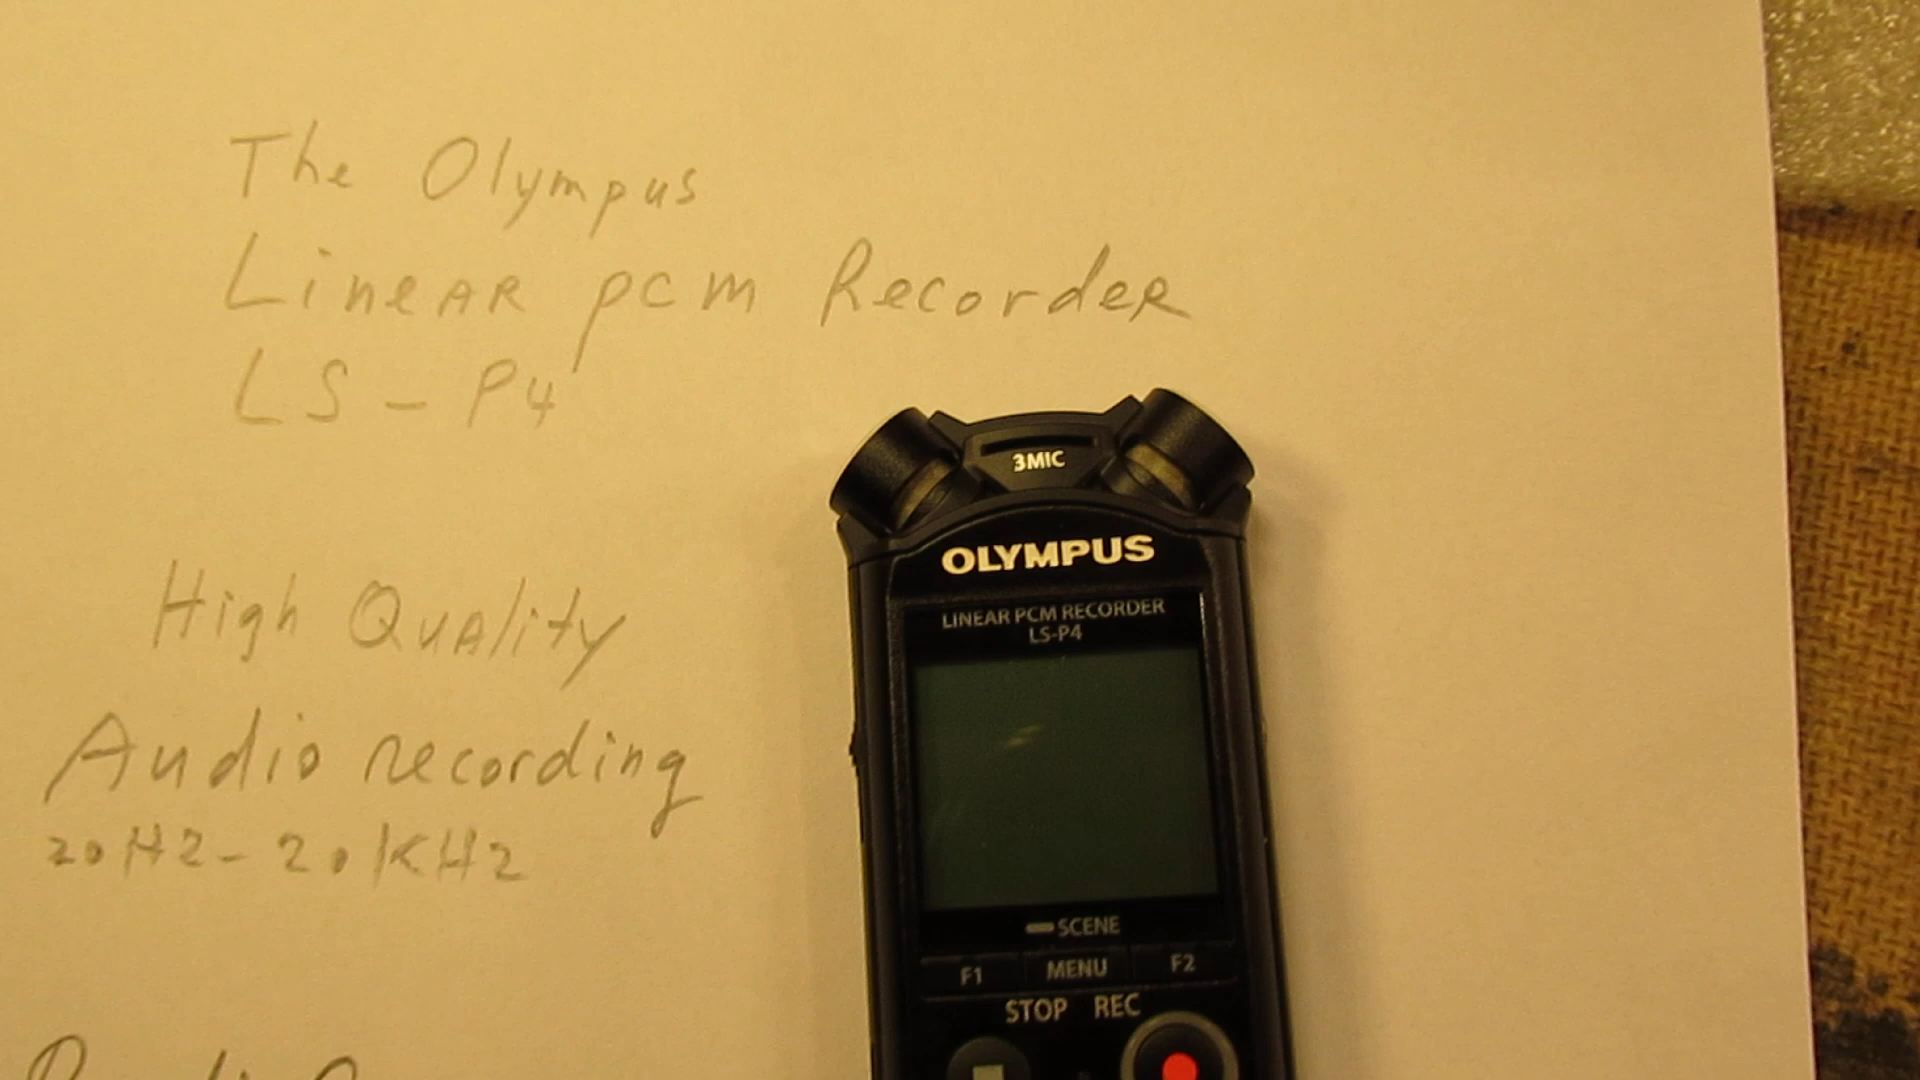 The Olympus
LineAR pcm RecordeR
LS-P4
High QuAlity
Audio recording
20HZ-20KHZ
3MIC
OLYMPUS
LINEAR PCM RECORDER
LS-P4
SCENE
F1 MENU F2
STOP REC